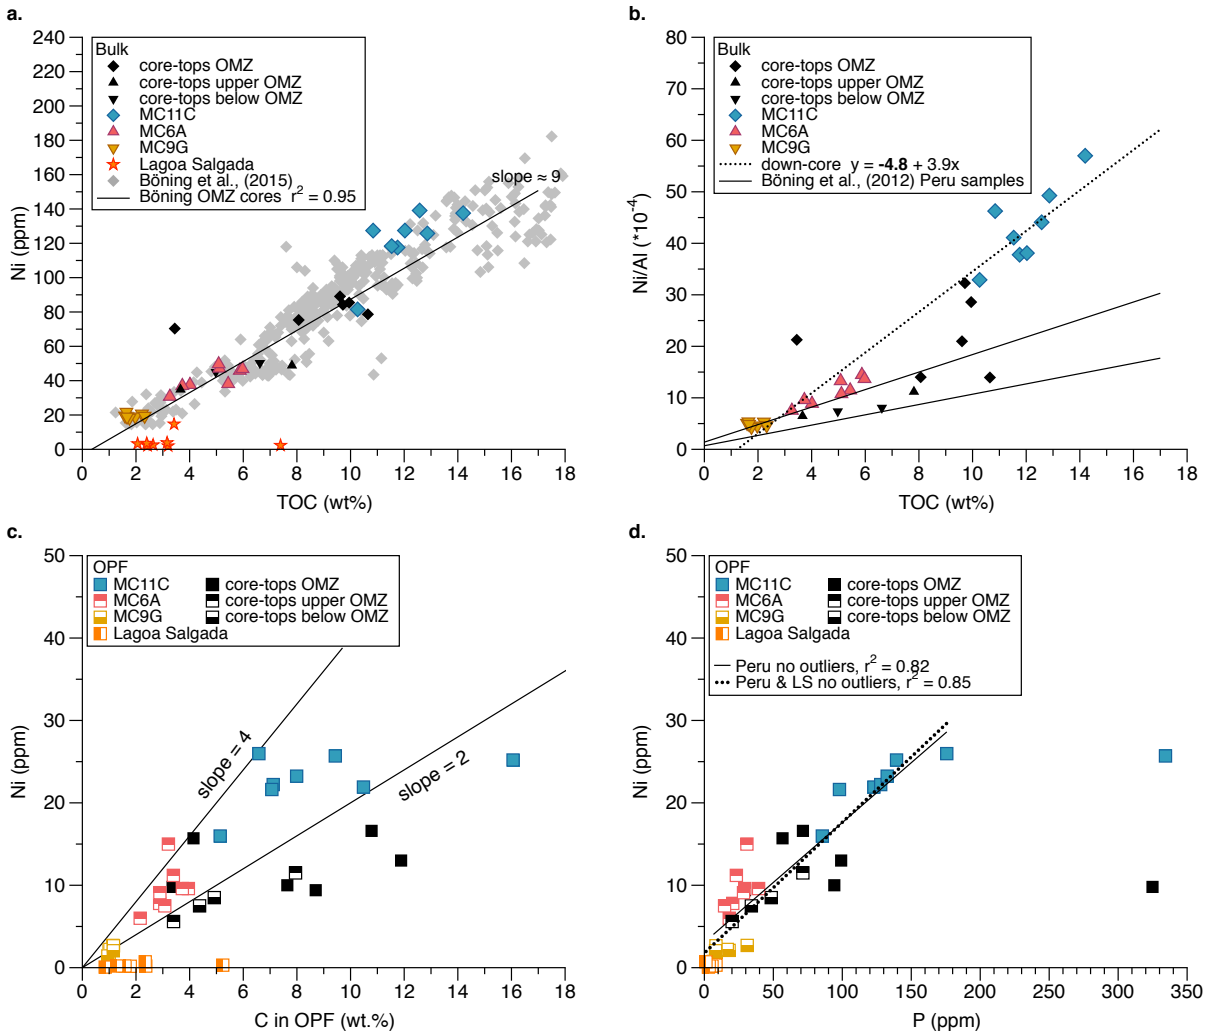 a.
240
220
200
180
160
140
120
100
80
60
40
20
0
Ni (ppm)
Bulk
core-tops OMZ
core-tops upper OMZ
core-tops below OMZ
MC11C
MC6A
MC9G
Lagoa Salgada
Böning et al., (2015)
Böning OMZ cores r² = 0.95
slope ≈ 9
0 2 4 6 8 10 12 14 16 18
TOC (wt%)
b.
80
70
60
50
40
30
20
10
0
Ni/Al (*10⁻⁴)
Bulk
core-tops OMZ
core-tops upper OMZ
core-tops below OMZ
MC11C
MC6A
MC9G
down-core y = -4.8 + 3.9x
Böning et al., (2012) Peru samples
0 2 4 6 8 10 12 14 16 18
TOC (wt%)
c.
50
40
30
20
10
0
Ni (ppm)
OPF
MC11C core-tops OMZ
MC6A core-tops upper OMZ
MC9G core-tops below OMZ
Lagoa Salgada
slope = 4
slope = 2
0 2 4 6 8 10 12 14 16 18
C in OPF (wt.%)
d.
50
40
30
20
10
0
Ni (ppm)
OPF
MC11C core-tops OMZ
MC6A core-tops upper OMZ
MC9G core-tops below OMZ
Lagoa Salgada
Peru no outliers, r² = 0.82
Peru & LS no outliers, r² = 0.85
0 50 100 150 200 250 300 350
P (ppm)